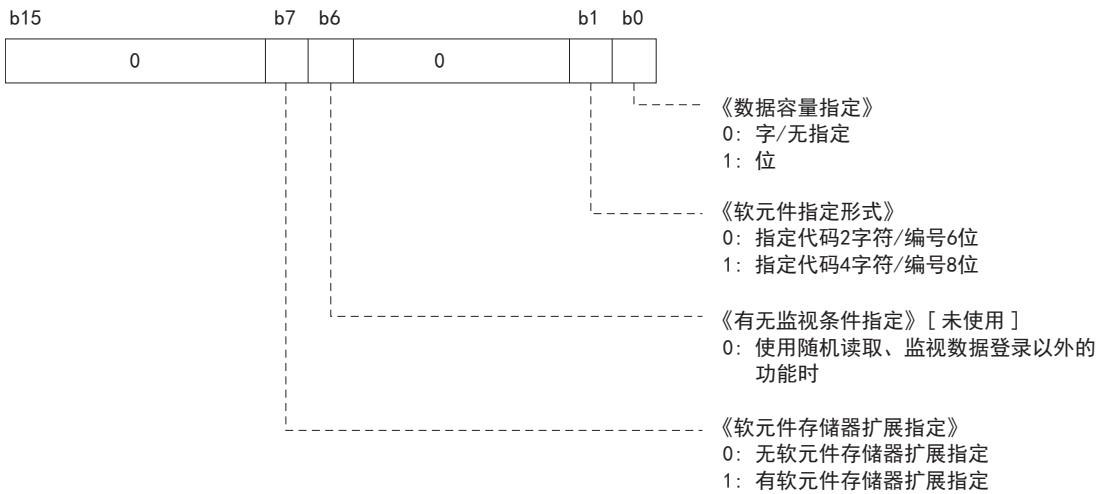 b15 b7 b6 b1 b0
0 0
《数据容量指定》
0: 字/无指定
1: 位
《软元件指定形式》
0: 指定代码2字符/编号6位
1: 指定代码4字符/编号8位
《有无监视条件指定》[ 未使用 ]
0: 使用随机读取、监视数据登录以外的
功能时
《软元件存储器扩展指定》
0: 无软元件存储器扩展指定
1: 有软元件存储器扩展指定